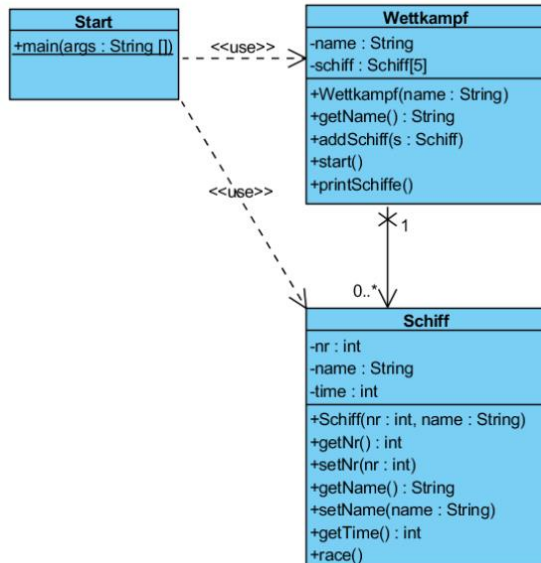 Start
+main(args : String [])
<<use>>
Wettkampf
-name : String
-schiff : Schiff[5]
+Wettkampf(name : String)
+getName() : String
+addSchiff(s : Schiff)
+start()
+printSchiffe()
<<use>>
1
0..*
Schiff
-nr : int
-name : String
-time : int
+Schiff(nr : int, name : String)
+getNr() : int
+setNr(nr : int)
+getName() : String
+setName(name : String)
+getTime() : int
+race()